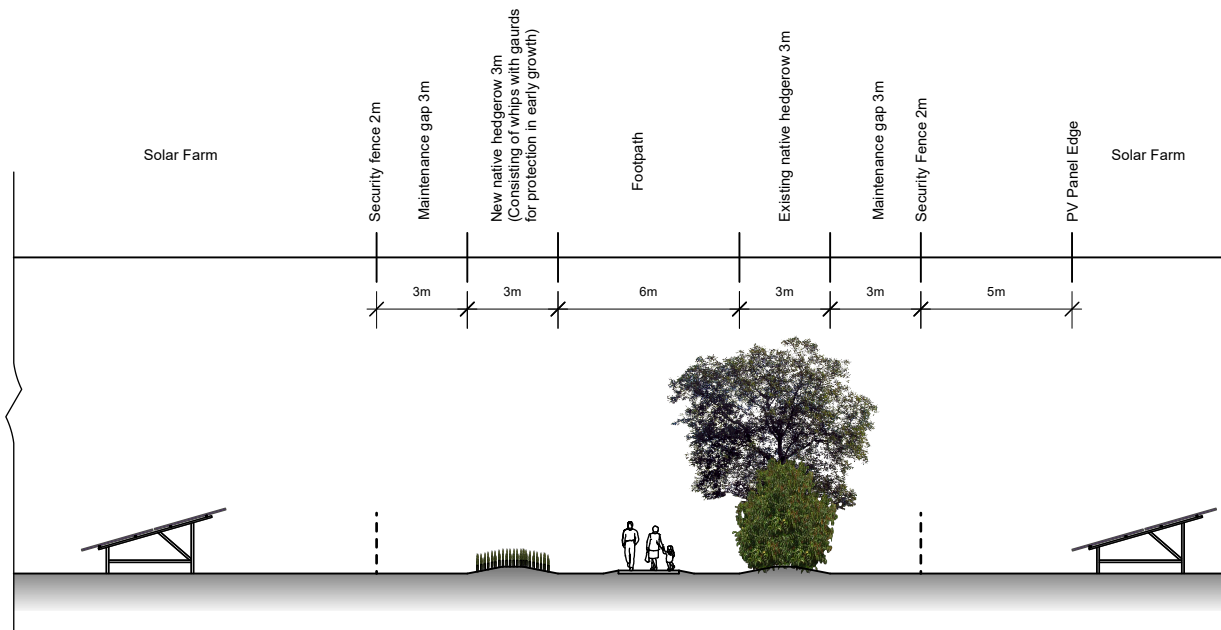 Solar Farm
Security fence 2m
Maintenance gap 3m
New native hedgerow 3m
(Consisting of whips with gaurds
for protection in early growth)
Footpath
Existing native hedgerow 3m
Maintenance gap 3m
Security Fence 2m
PV Panel Edge
Solar Farm
3m
3m
6m
3m
3m
5m